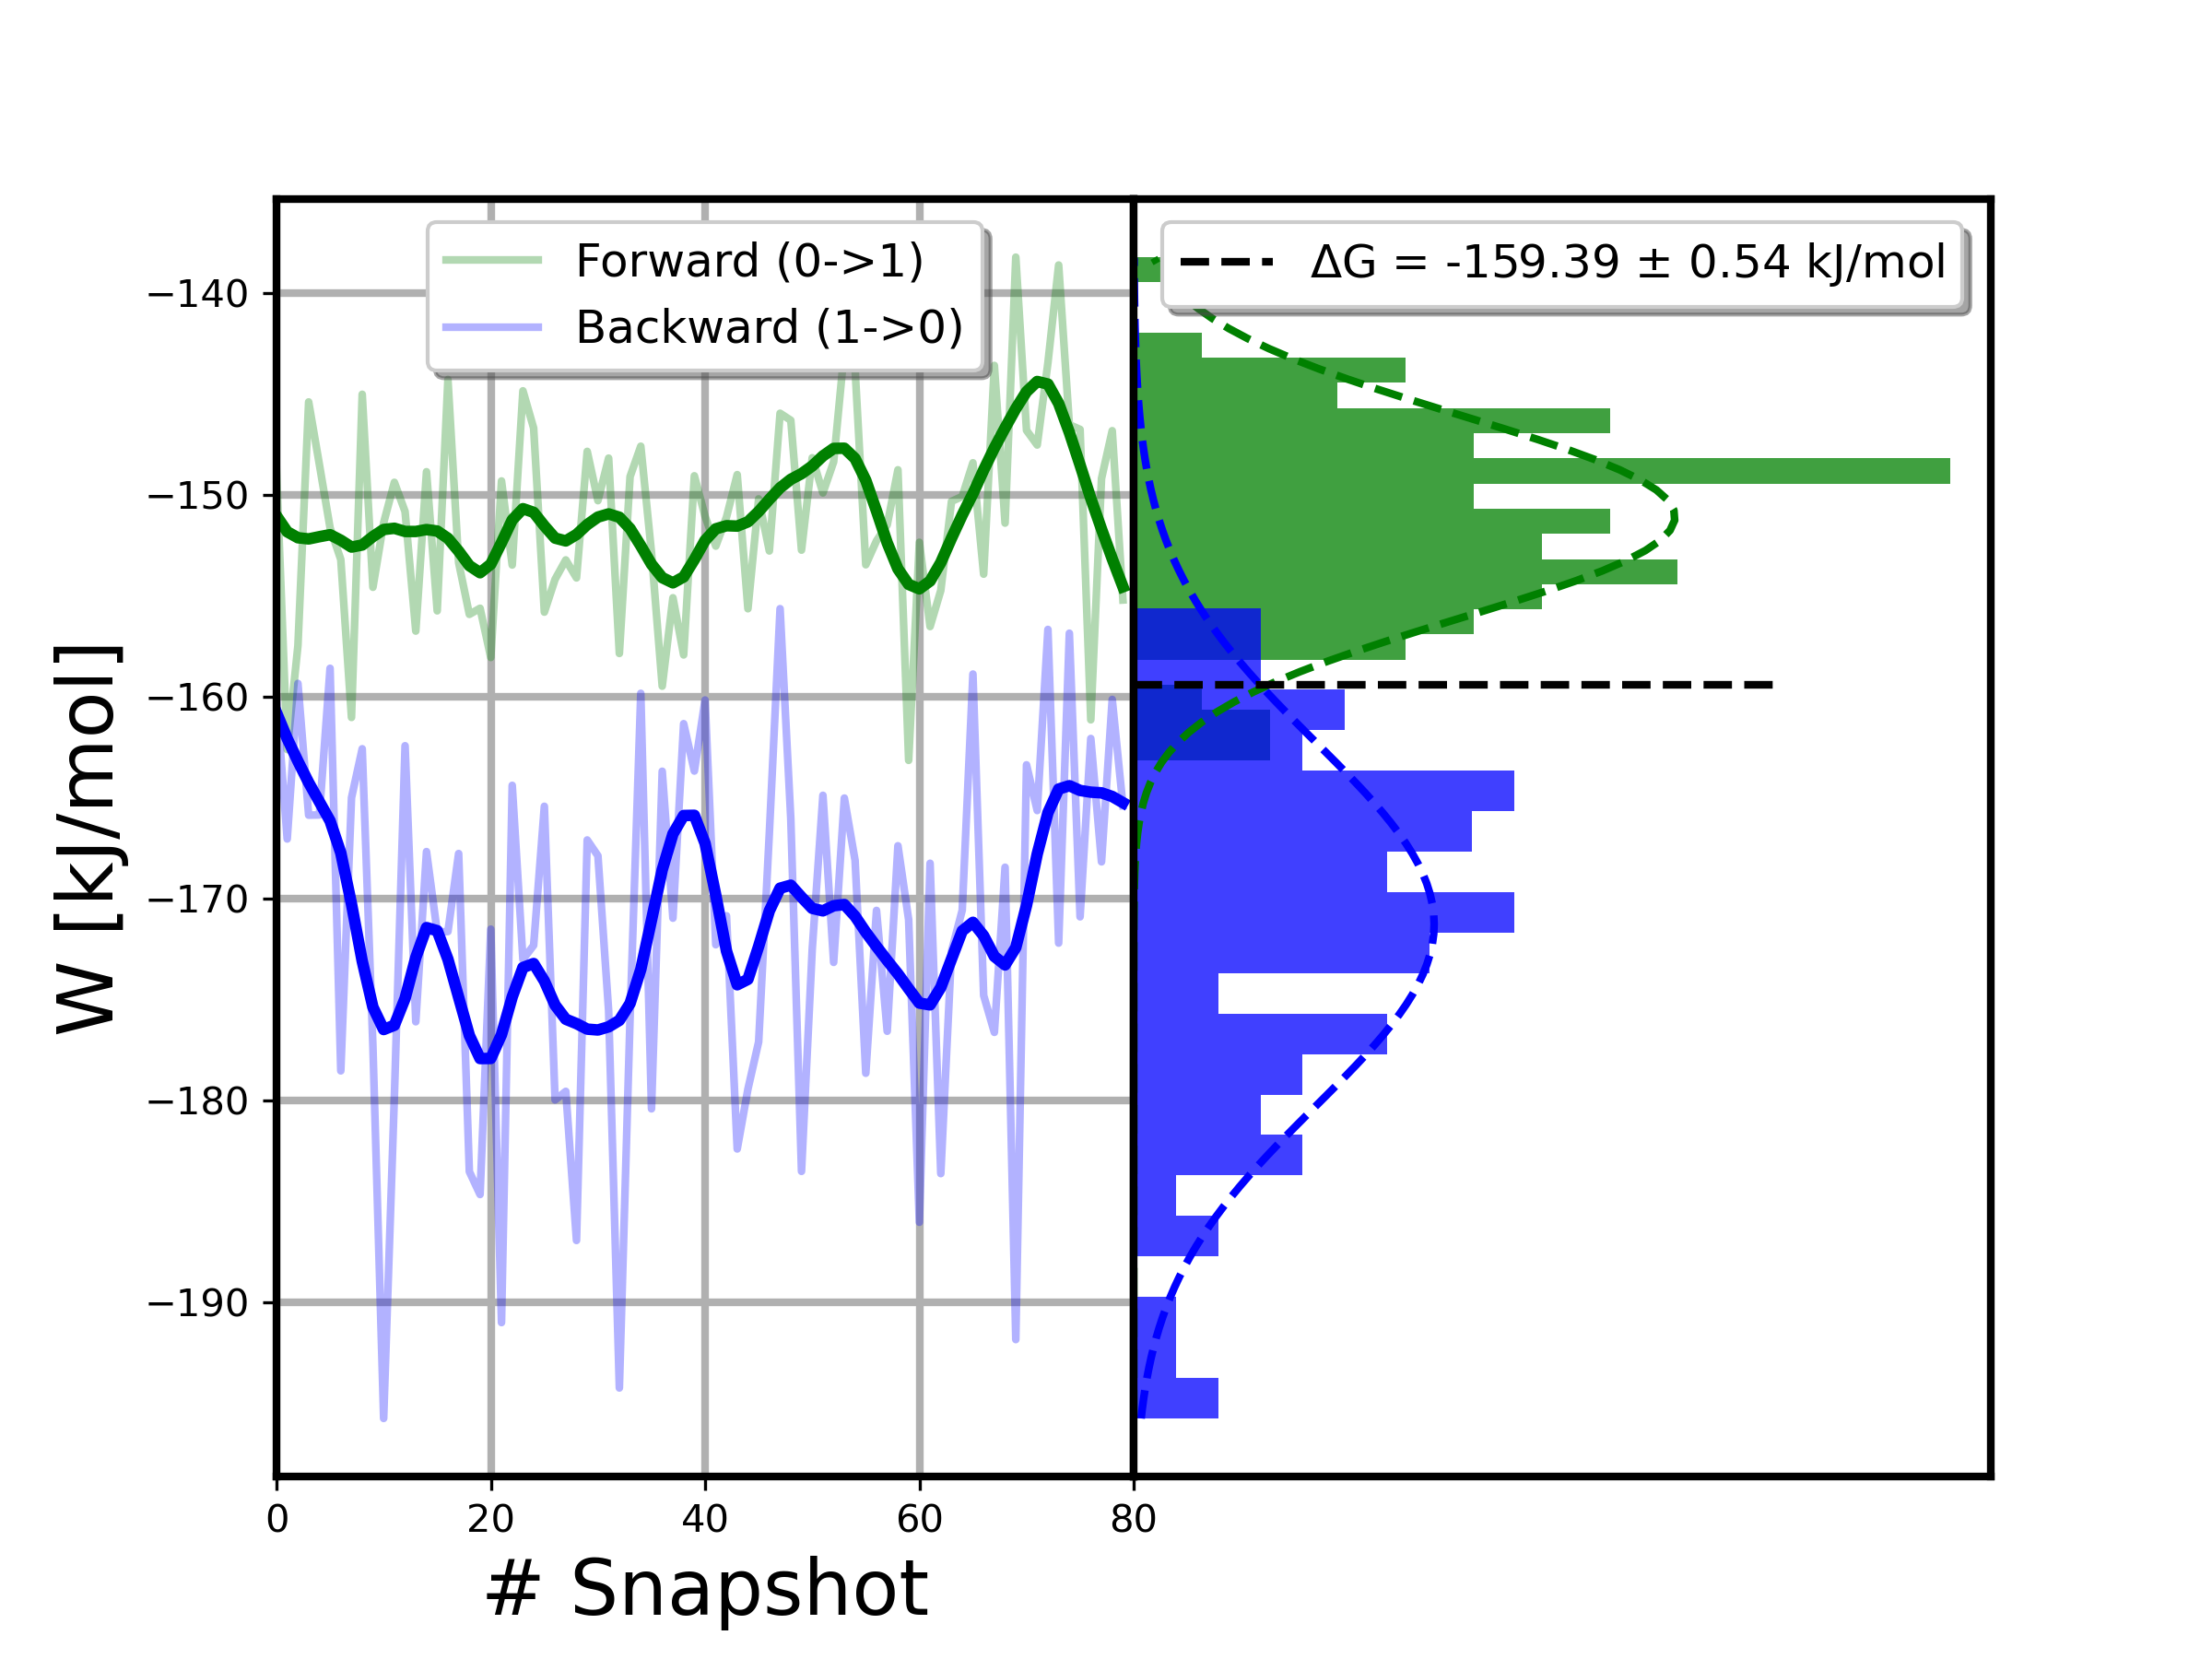 Forward (0->1)
Backward (1->0)
ΔG = -159.39 ± 0.54 kJ/mol
−140
−150
−160
−170
−180
−190
W [kJ/mol]
0 20 40 60 80
# Snapshot